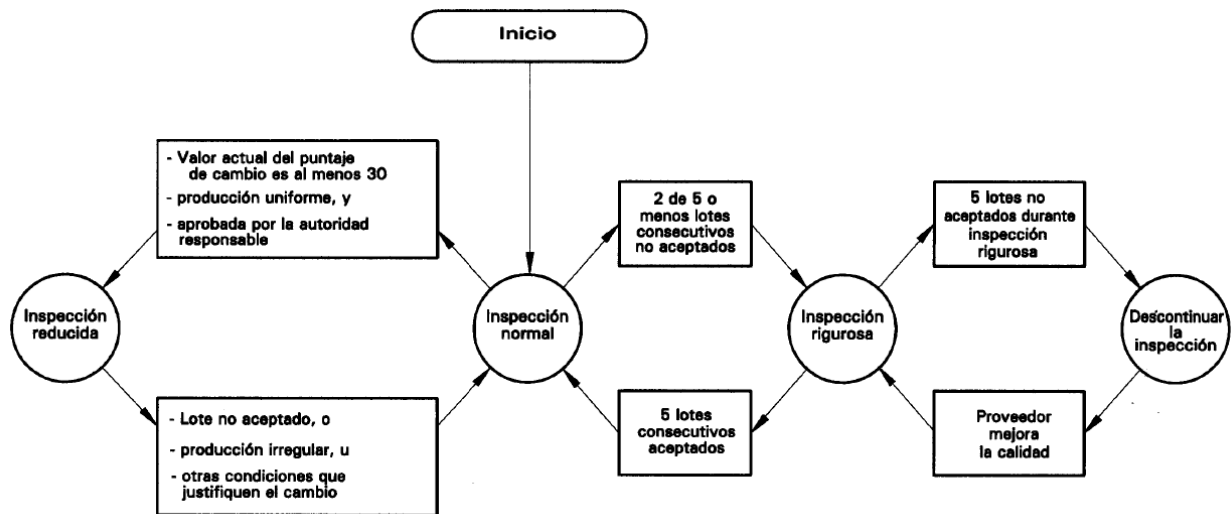 Inicio
- Valor actual del puntaje
de cambio es al menos 30
- producción uniforme, y
- aprobada por la autoridad
responsable
2 de 5 o
menos lotes
consecutivos
no aceptados
5 lotes no
aceptados durante
inspección
rigurosa
Inspección
reducida
Inspección
normal
Inspección
rigurosa
Descontinuar
la
inspección
- Lote no aceptado, o
- producción irregular, u
- otras condiciones que
justifiquen el cambio
5 lotes
consecutivos
aceptados
Proveedor
mejora
la calidad